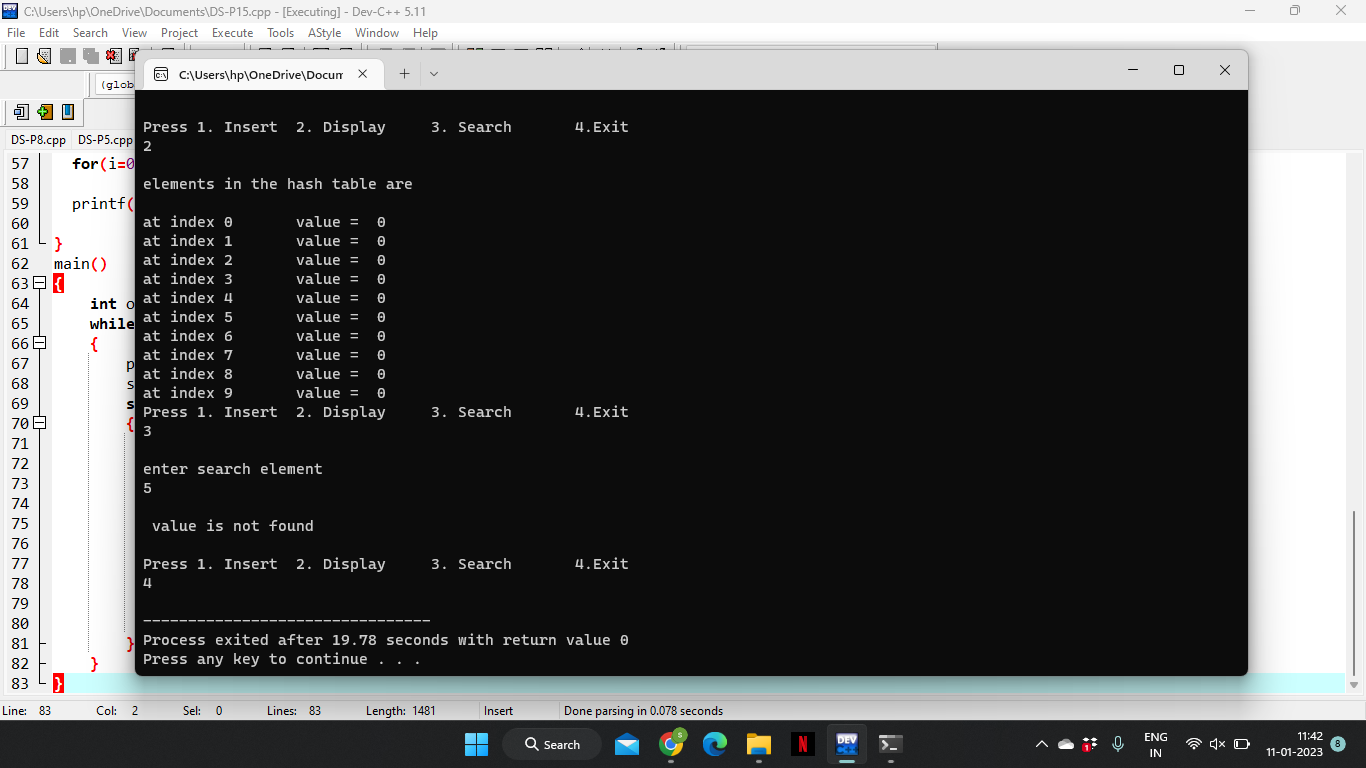 C:\Users\hp\OneDrive\Documents\DS-P15.cpp - [Executing] - Dev-C++ 5.11
File Edit Search View Project Execute Tools AStyle Window Help
(glob
DS-P8.cpp DS-P5.cpp
C:\Users\hp\OneDrive\Docum
Press 1. Insert 2. Display 3. Search 4.Exit
2
elements in the hash table are
at index 0 value = 0
at index 1 value = 0
at index 2 value = 0
at index 3 value = 0
at index 4 value = 0
at index 5 value = 0
at index 6 value = 0
at index 7 value = 0
at index 8 value = 0
at index 9 value = 0
Press 1. Insert 2. Display 3. Search 4.Exit
3
enter search element
5
value is not found
Press 1. Insert 2. Display 3. Search 4.Exit
4
--------------------------------
Process exited after 19.78 seconds with return value 0
Press any key to continue . . .
57 for(i=0
58
59 printf(
60
61 }
62 main()
63 {
64 int o
65 while
66 {
67 p
68 s
69 s
70 {
71
72
73
74
75
76
77
78
79
80
81 }
82 }
83 }
Line: 83 Col: 2 Sel: 0 Lines: 83 Length: 1481 Insert Done parsing in 0.078 seconds
Search
DEV
ENG
IN
11:42
11-01-2023
8